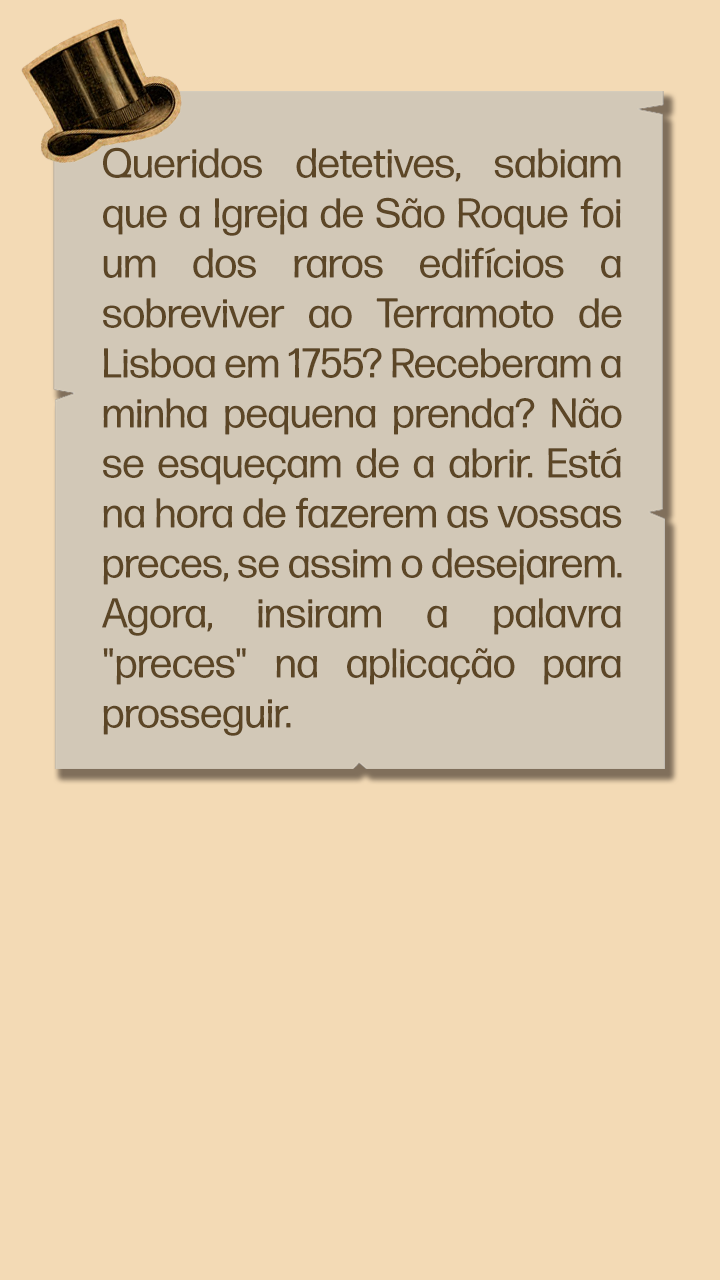 Queridos detetives, sabiam
que a Igreja de São Roque foi
um dos raros edifícios a
sobreviver ao Terramoto de
Lisboa em 1755? Receberam a
minha pequena prenda? Não
se esqueçam de a abrir. Está
na hora de fazerem as vossas
preces, se assim o desejarem.
Agora, insiram a palavra
"preces" na aplicação para
prosseguir.